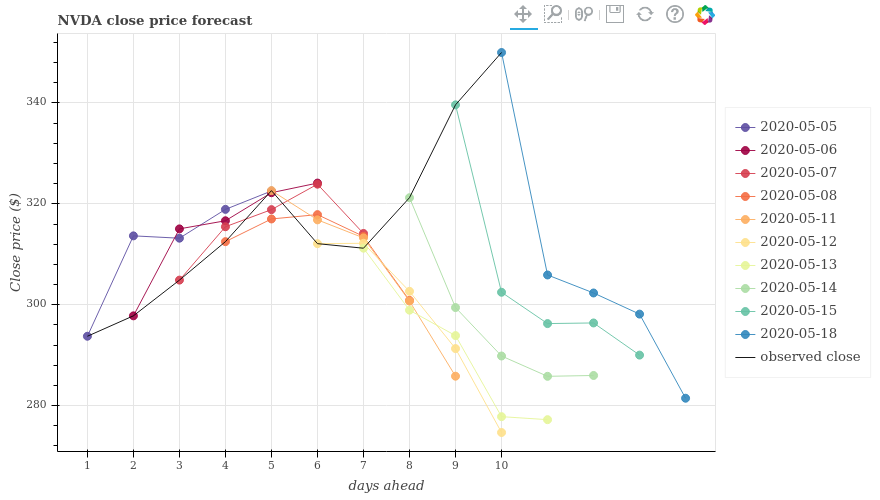 NVDA close price forecast
340
320
300
280
Close price ($)
1 2 3 4 5 6 7 8 9 10
days ahead
2020-05-05
2020-05-06
2020-05-07
2020-05-08
2020-05-11
2020-05-12
2020-05-13
2020-05-14
2020-05-15
2020-05-18
observed close